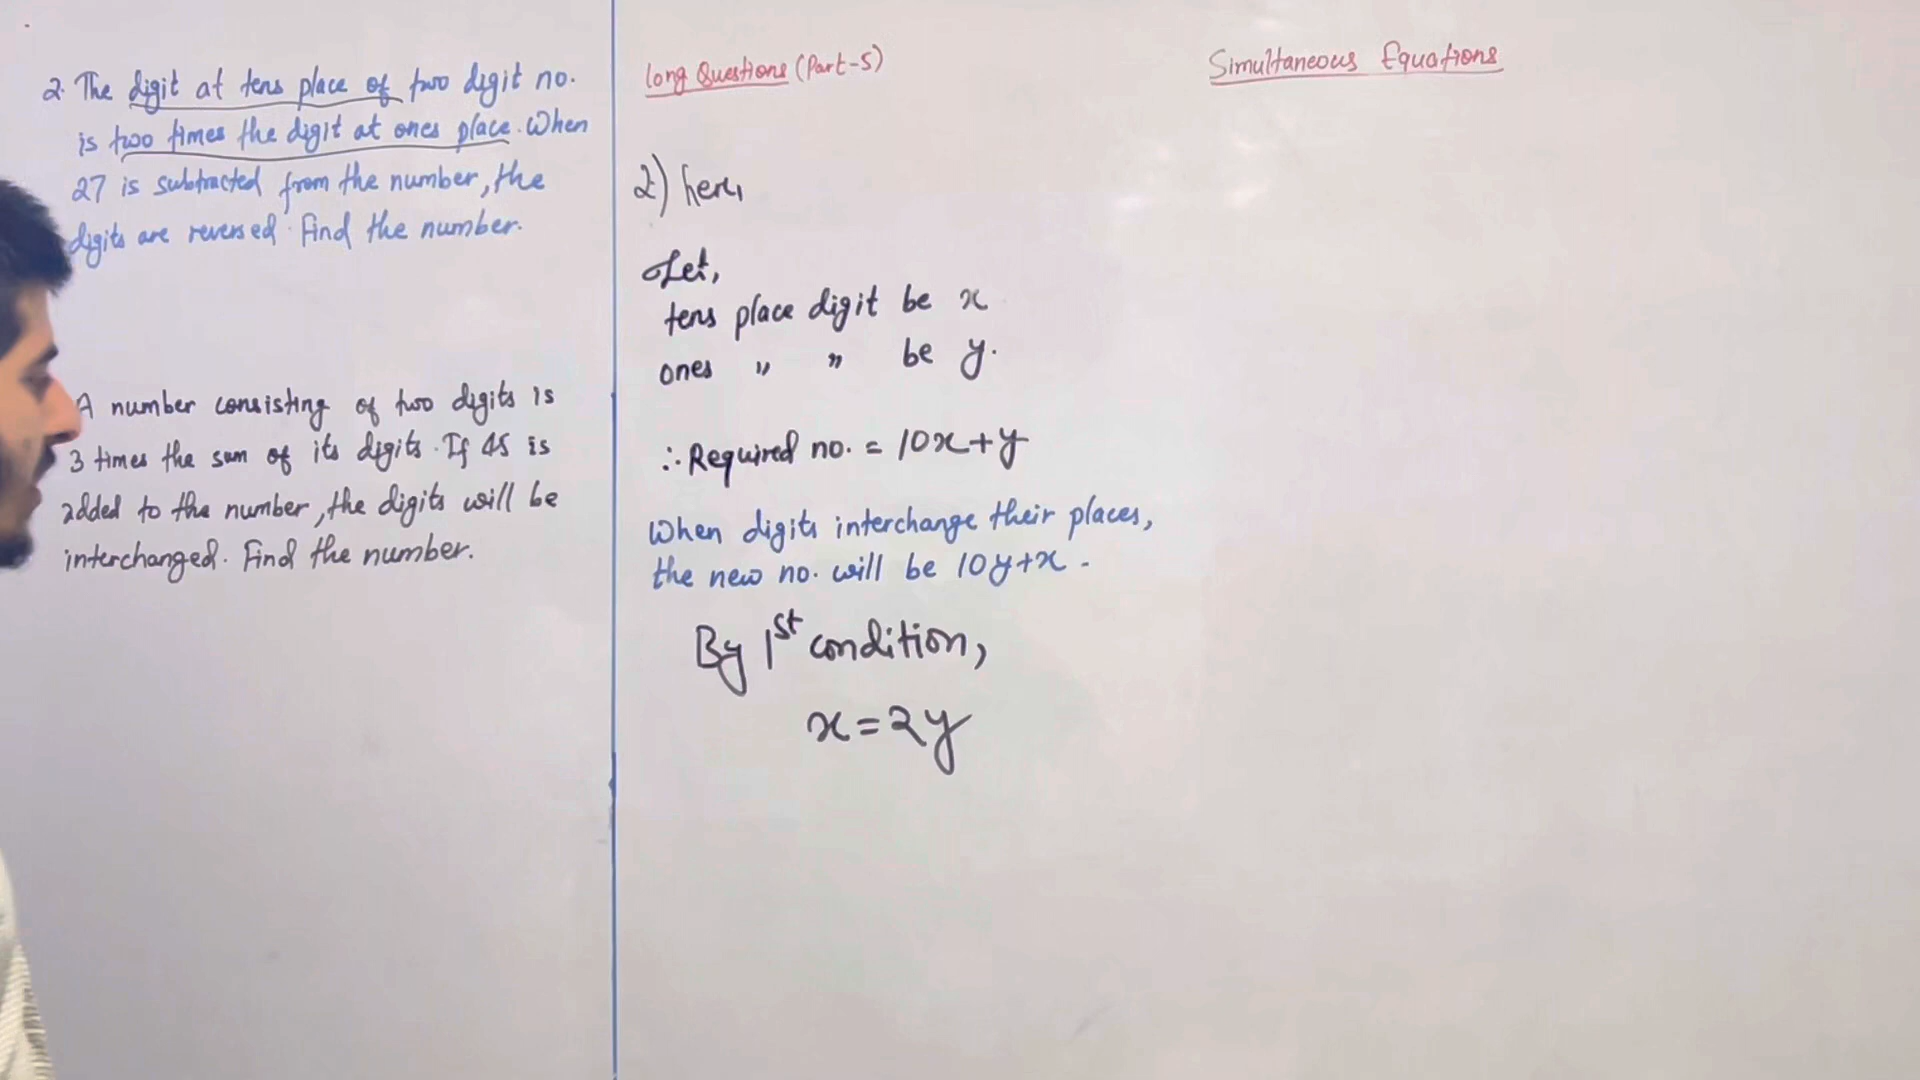 2. The digit at tens place of two digit no.
is two times the digit at ones place. When
27 is subtracted from the number, the
digits are reversed. Find the number.
A number consisting of two digits is
3 times the sum of its digits. If 45 is
added to the number, the digits will be
interchanged. Find the number.
Long Questions (Part-5)
Simultaneous Equations
2) here,
Let,
tens place digit be x
ones " " be y.
∴ Required no. = 10x+y
When digits interchange their places,
the new no. will be 10y+x.
By 1st condition,
x=2y